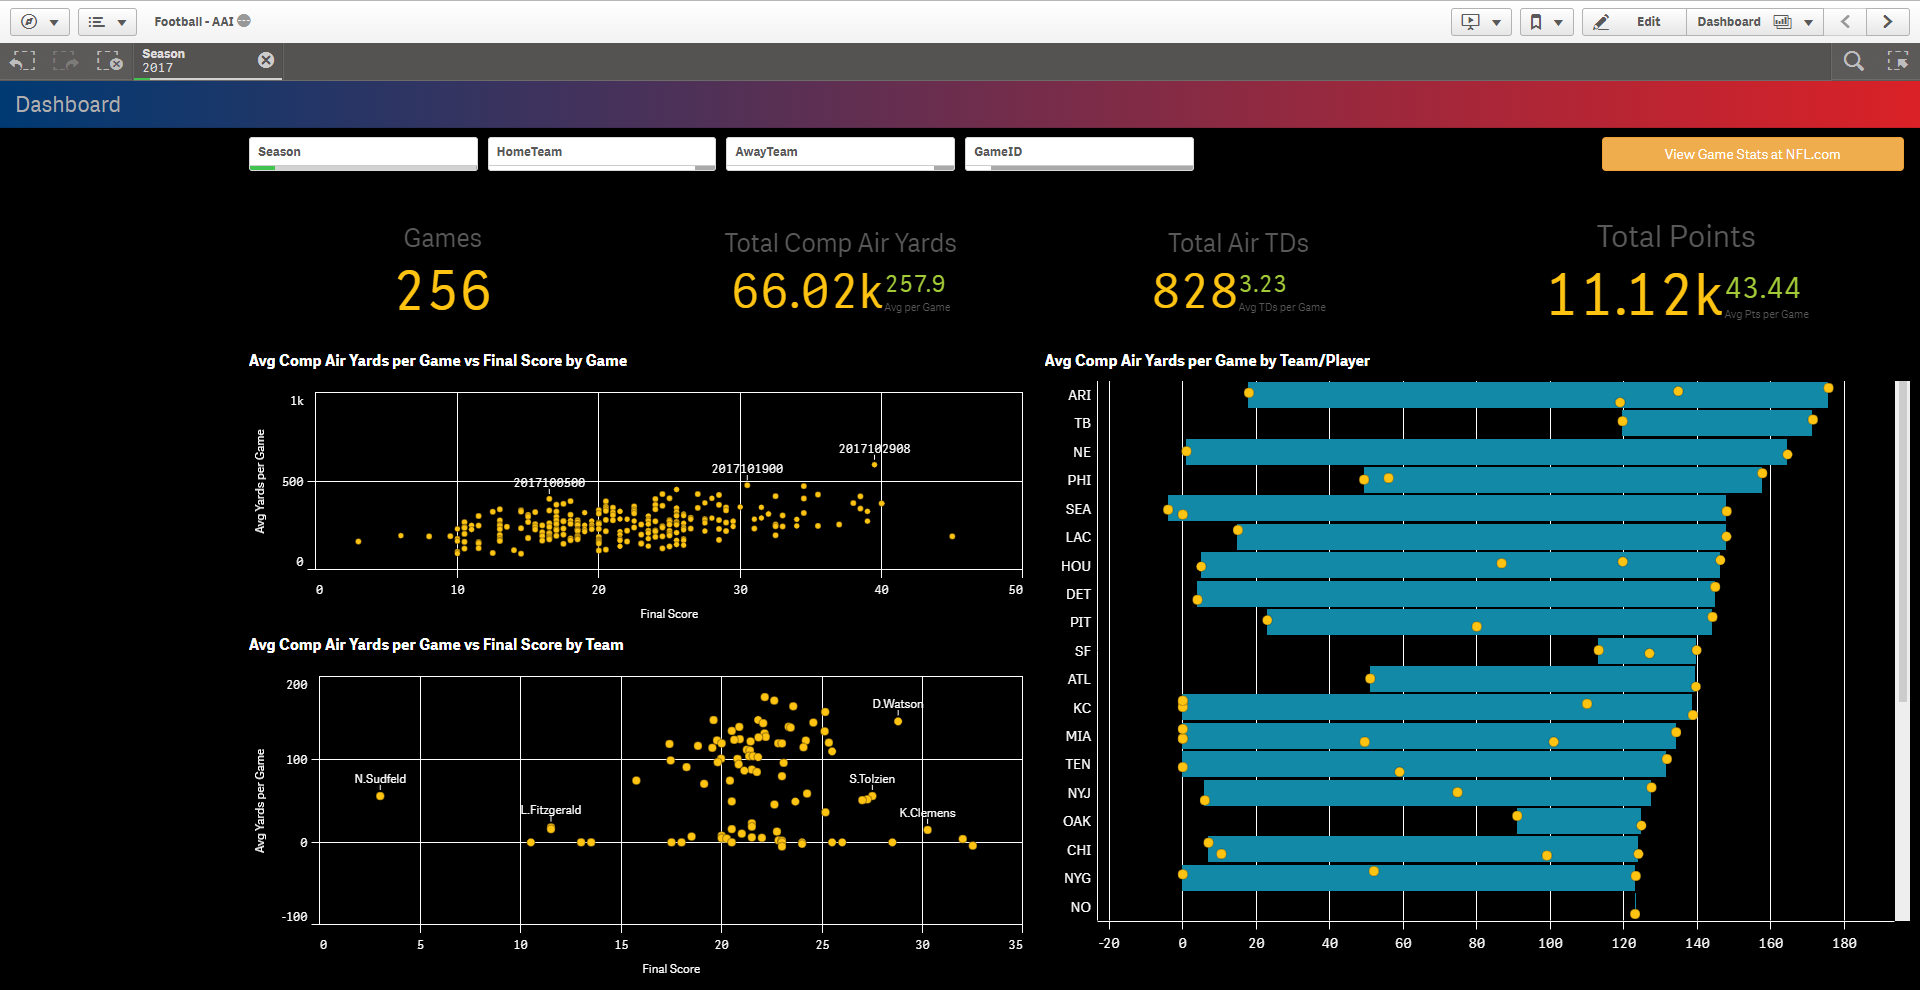 Football - AAI
Edit
Dashboard
Season
2017
Dashboard
Season
HomeTeam
AwayTeam
GameID
View Game Stats at NFL.com
Games
256
Total Comp Air Yards
66.02k
257.9
Avg per Game
Total Air TDs
828
3.23
Avg TDs per Game
Total Points
11.12k
43.44
Avg Pts per Game
Avg Comp Air Yards per Game vs Final Score by Game
Avg Yards per Game
1k
500
0
2017100500
2017101900
2017102908
0 10 20 30 40 50
Final Score
Avg Comp Air Yards per Game vs Final Score by Team
Avg Yards per Game
200
100
0
-100
D.Watson
N.Sudfeld
S.Tolzien
L.Fitzgerald
K.Clemens
0 5 10 15 20 25 30 35
Final Score
Avg Comp Air Yards per Game by Team/Player
ARI
TB
NE
PHI
SEA
LAC
HOU
DET
PIT
SF
ATL
KC
MIA
TEN
NYJ
OAK
CHI
NYG
NO
-20 0 20 40 60 80 100 120 140 160 180